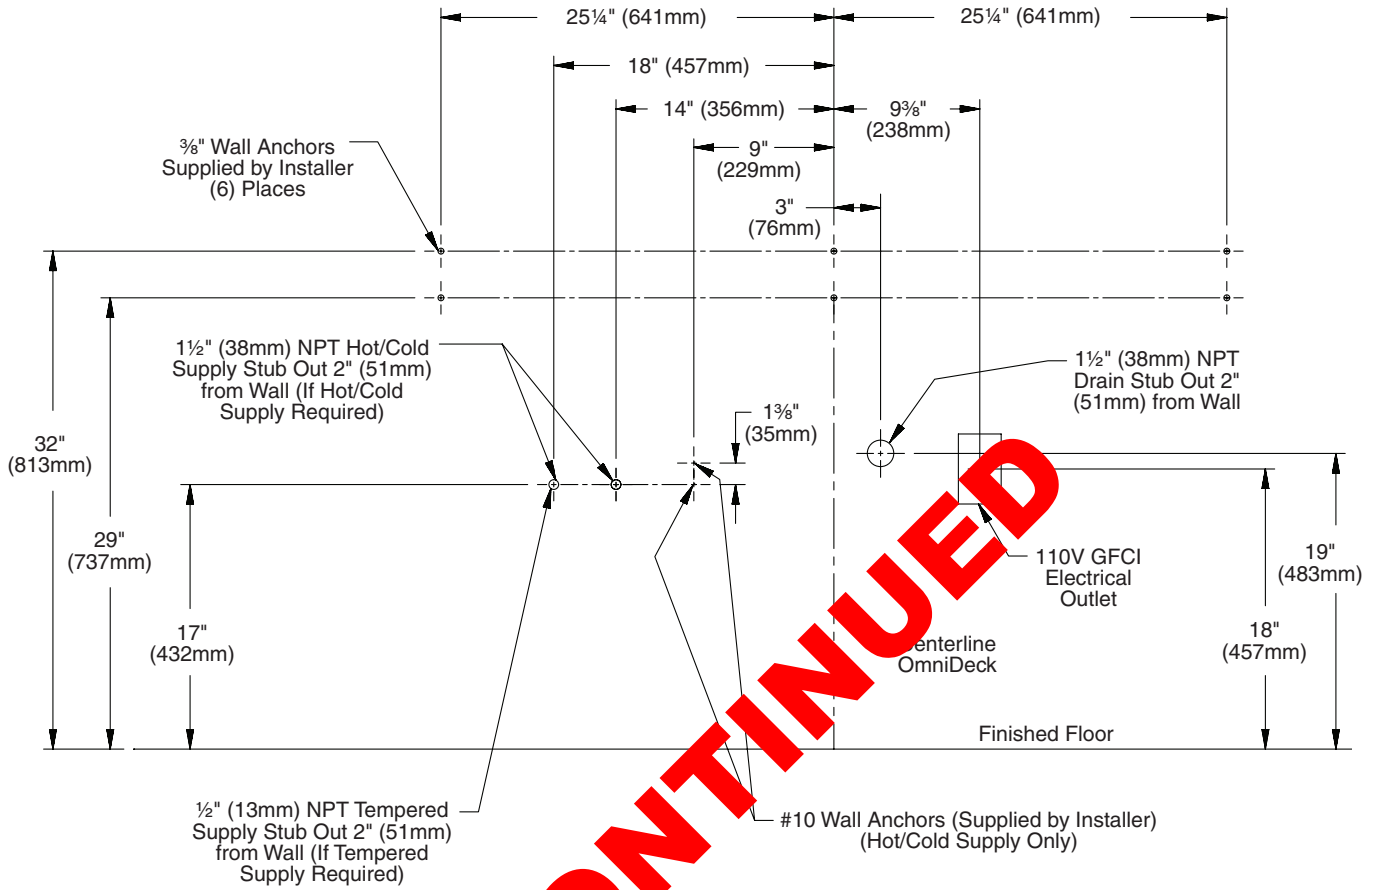 25¼" (641mm)
25¼" (641mm)
18" (457mm)
14" (356mm)
9⅜"
(238mm)
⅜" Wall Anchors
Supplied by Installer
(6) Places
9"
(229mm)
3"
(76mm)
1½" (38mm) NPT Hot/Cold
Supply Stub Out 2" (51mm)
from Wall (If Hot/Cold
Supply Required)
1½" (38mm) NPT
Drain Stub Out 2"
(51mm) from Wall
1⅜"
(35mm)
32"
(813mm)
29"
(737mm)
17"
(432mm)
110V GFCI
Electrical
Outlet
19"
(483mm)
18"
(457mm)
OmniDeck
Finished Floor
½" (13mm) NPT Tempered
Supply Stub Out 2" (51mm)
from Wall (If Tempered
Supply Required)
#10 Wall Anchors (Supplied by Installer)
(Hot/Cold Supply Only)
ONTINUED